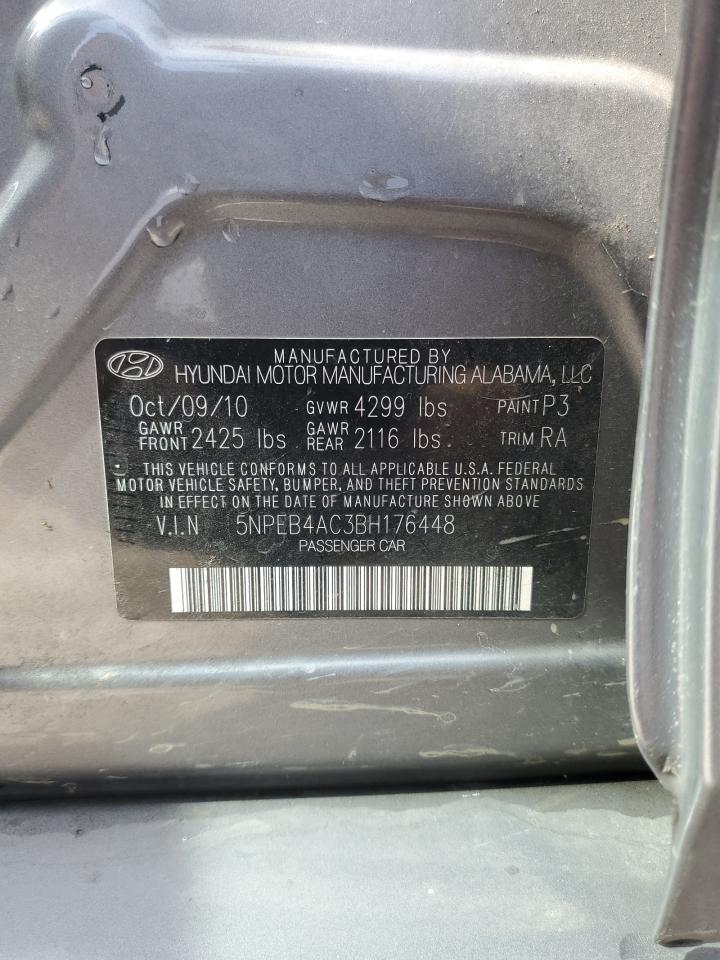 MANUFACTURED BY
HYUNDAI MOTOR MANUFACTURING ALABAMA, LLC
Oct/09/10 GVWR 4299 lbs PAINT P3
GAWR FRONT 2425 lbs GAWR REAR 2116 lbs. TRIM RA
THIS VEHICLE CONFORMS TO ALL APPLICABLE U.S.A. FEDERAL
MOTOR VEHICLE SAFETY, BUMPER, AND THEFT PREVENTION STANDARDS
IN EFFECT ON THE DATE OF MANUFACTURE SHOWN ABOVE
V.I.N 5NPEB4AC3BH176448
PASSENGER CAR